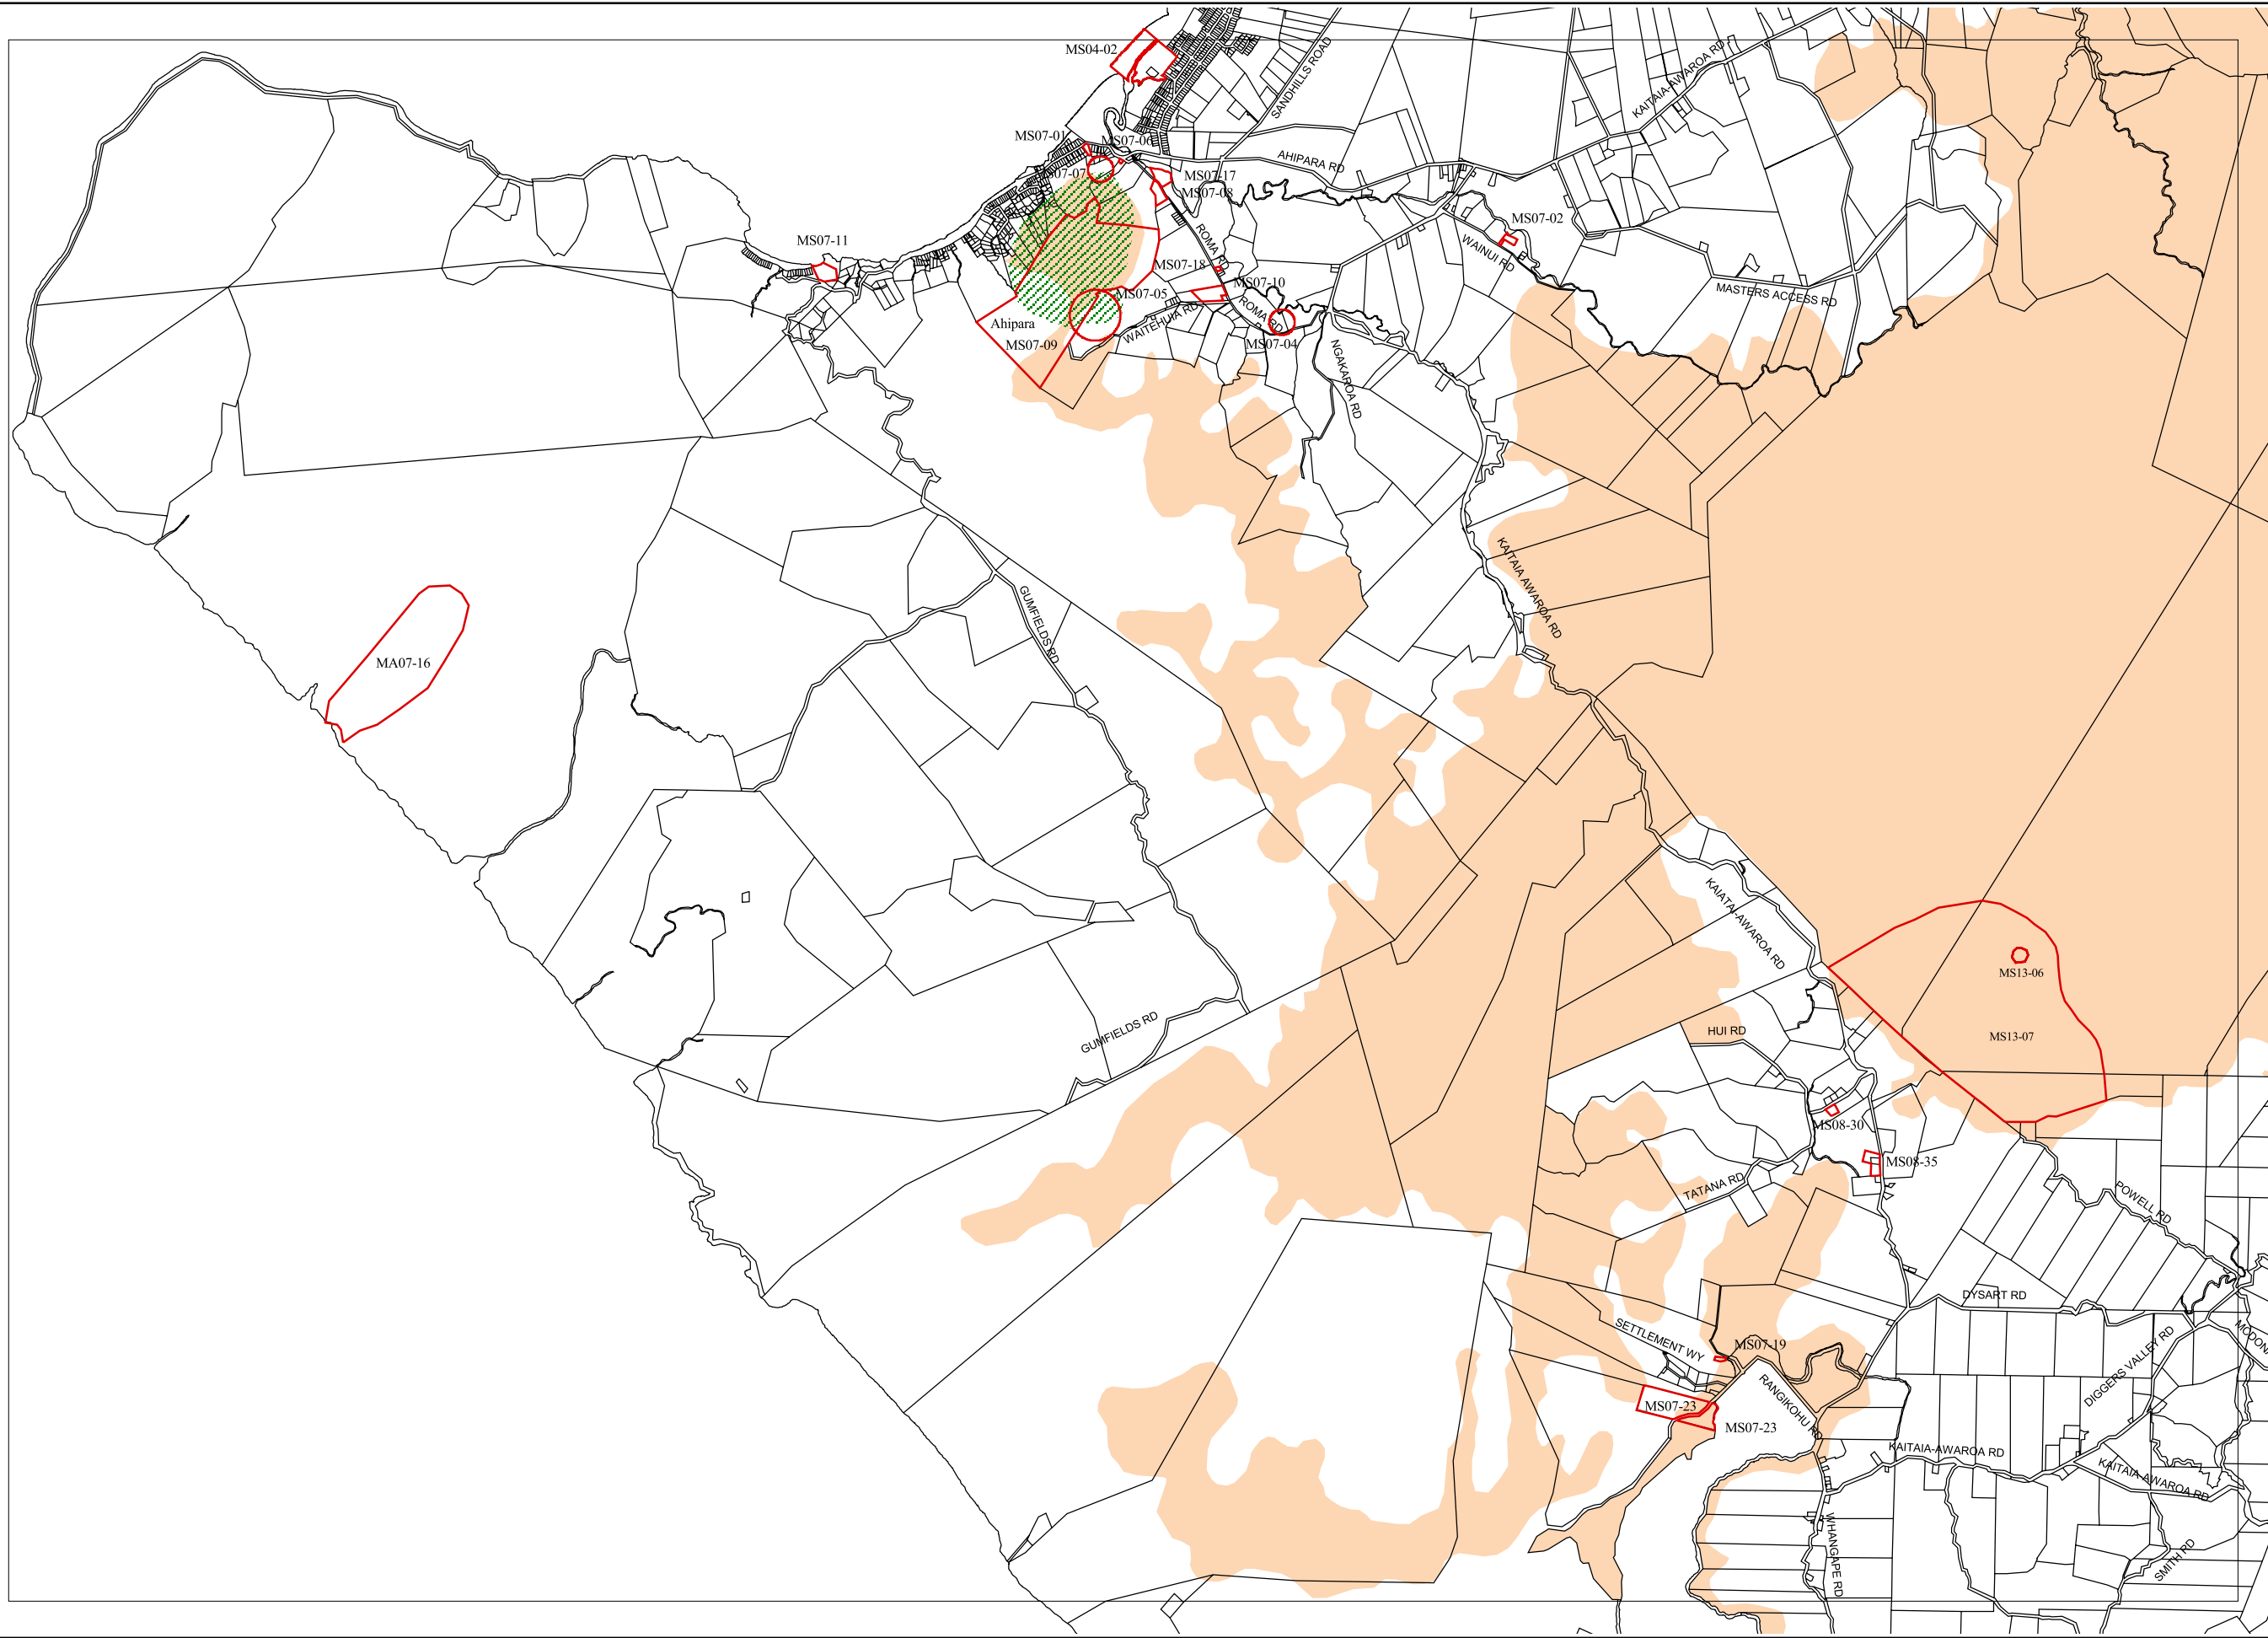 MS04-02
SANDHILLS ROAD
KAITAIA-AWAROA RD
MS07-01
MS07-06
AHIPARA RD
MS07-17
MS07-08
MS07-02
ROMA RD
WAINUI RD
MS07-11
MS07-18
MS07-10
MASTERS ACCESS RD
MS07-05
ROMA RD
WAITEHUIA RD
Ahipara
MS07-09
MS07-04
NGAKAROA RD
KAITAIA AWAROA RD
GUMFIELDS RD
MA07-16
KAIATAI-AWAROA RD
MS13-06
HUI RD
MS13-07
GUMFIELDS RD
MS08-30
MS08-35
TATANA RD
POWELL RD
DYSART RD
SETTLEMENT WY
MS07-19
DIGGERS VALLEY RD
RANGIKOHU RD
MS07-23
MS07-23
KAITAIA-AWAROA RD
KAITAIA-AWAROA RD
WHANGAPE RD
SMITH RD